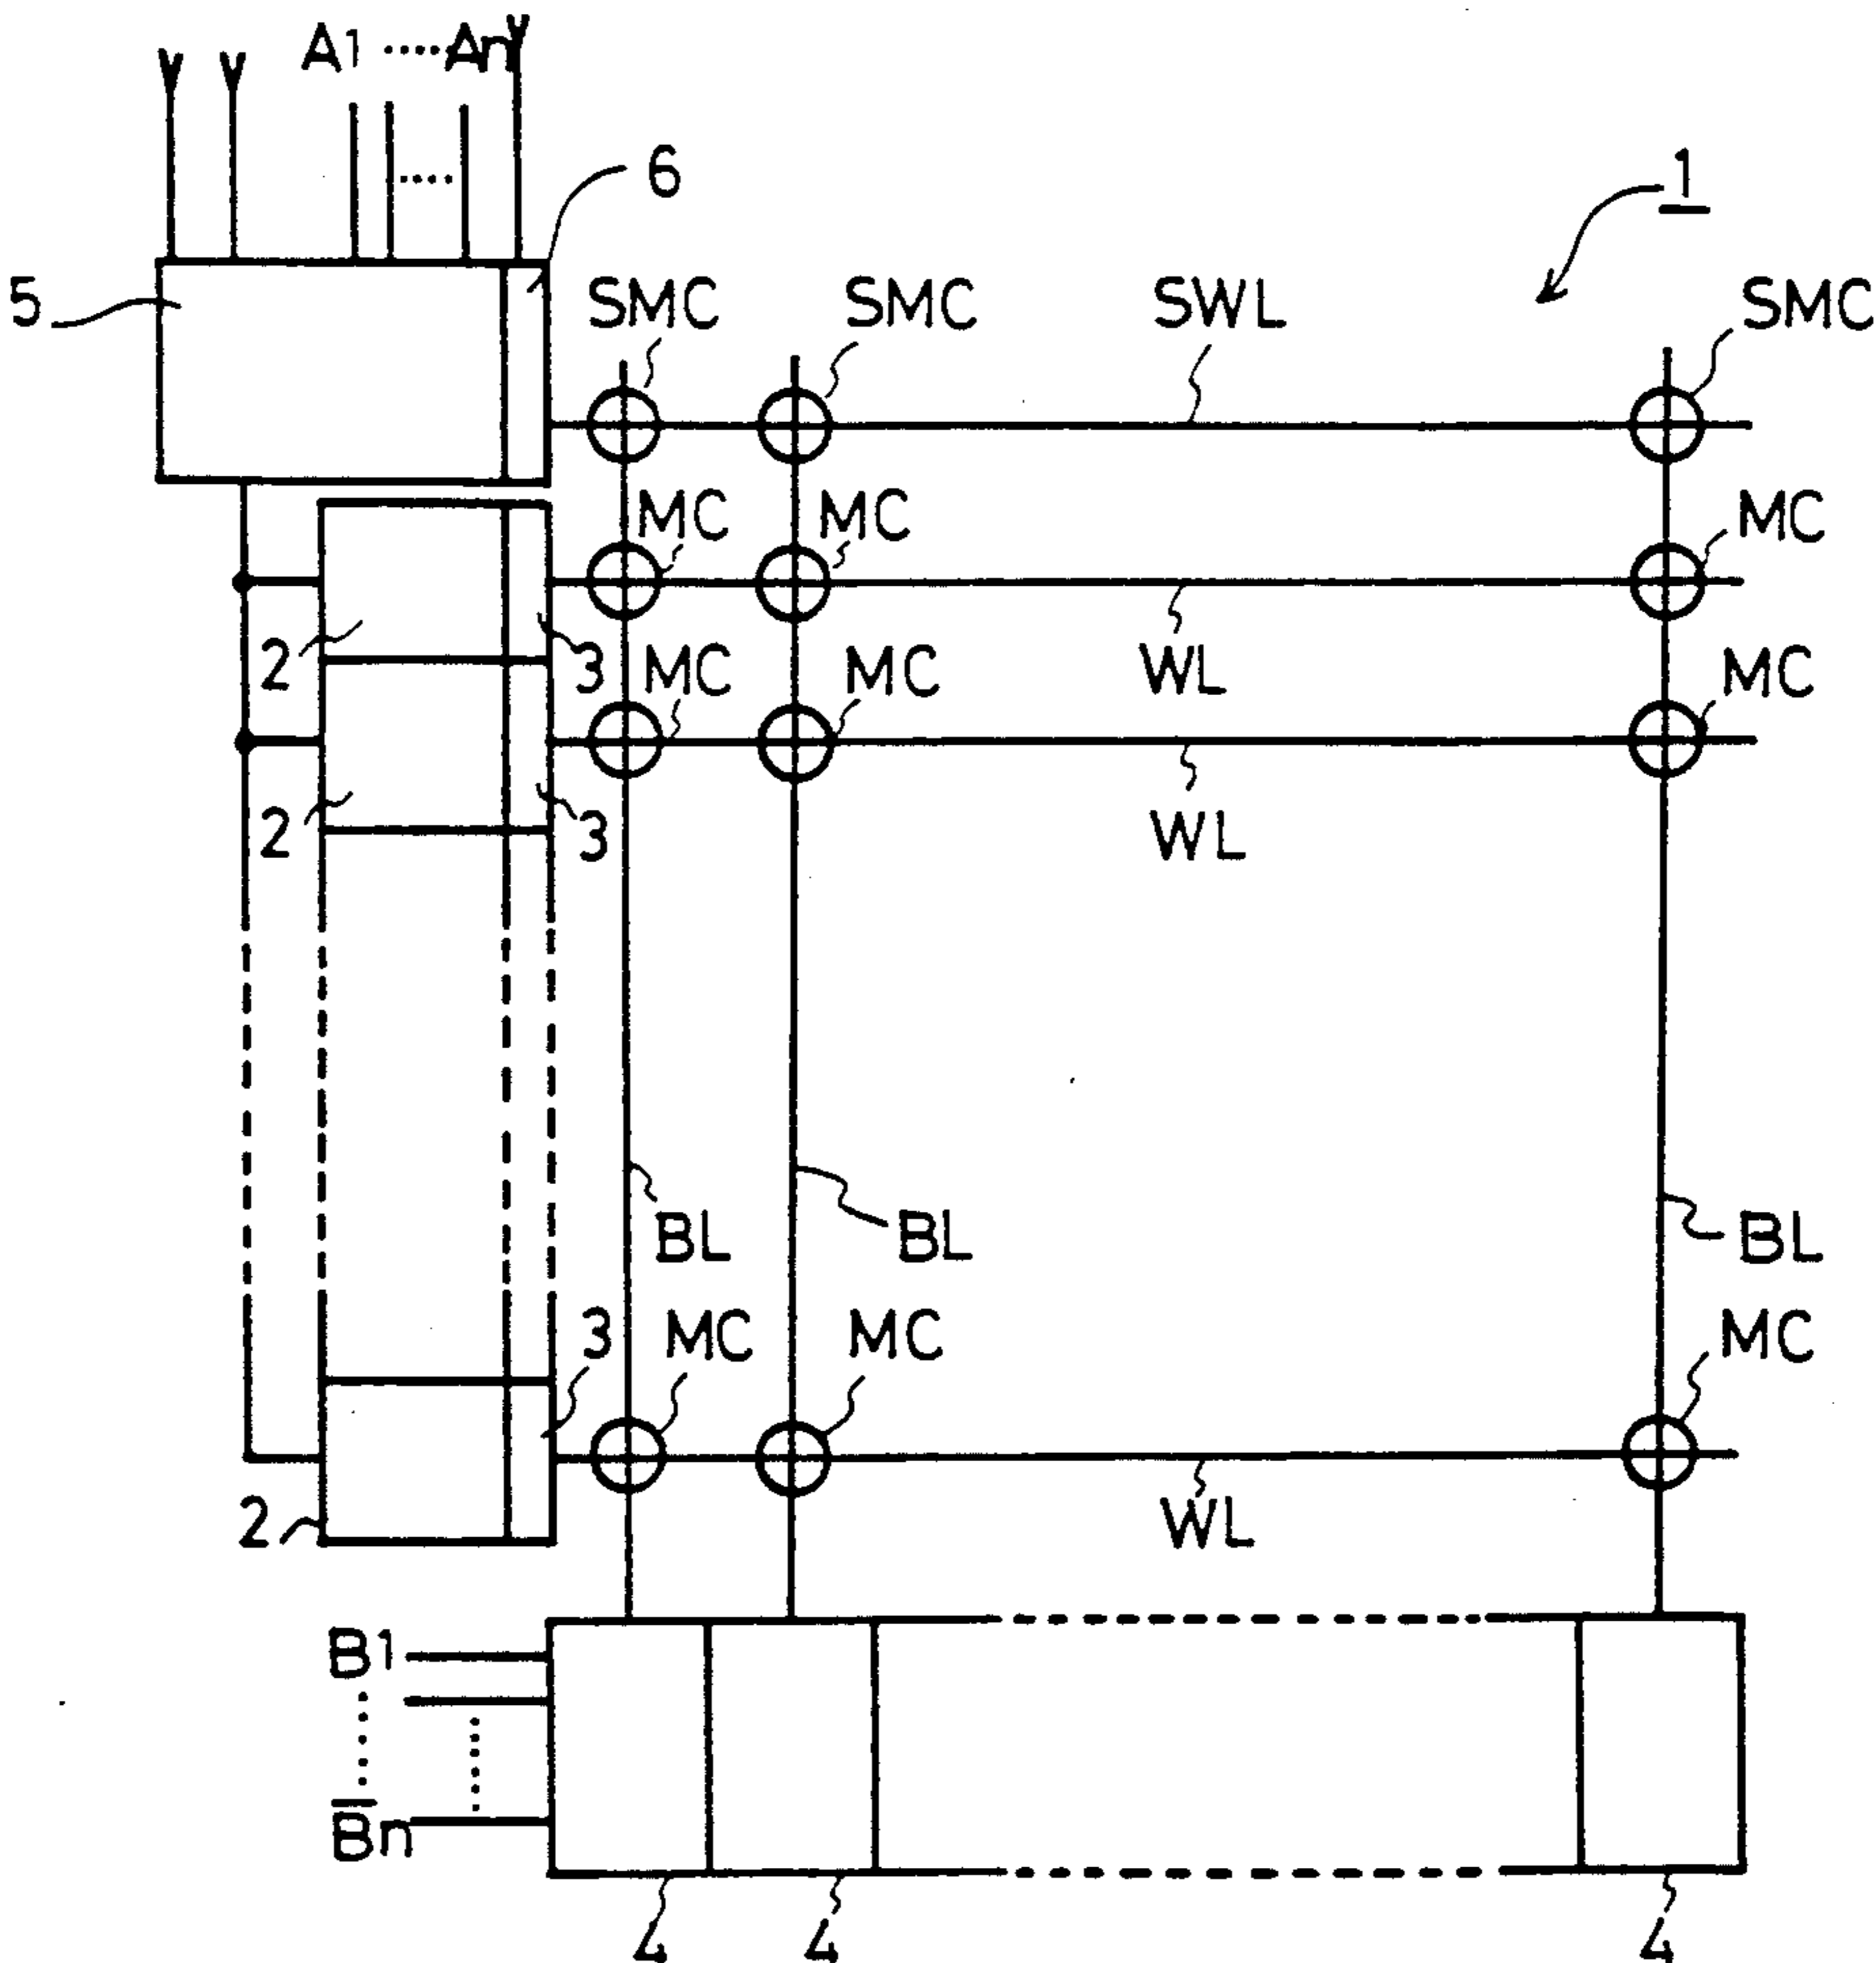 A1 ..... An
.....
6
1
5
SMC SMC SWL SMC
MC MC MC
2 3 WL
MC MC MC
2 3 WL
BL BL BL
3 MC MC MC
2 WL
B1
B̅n
4 4 4